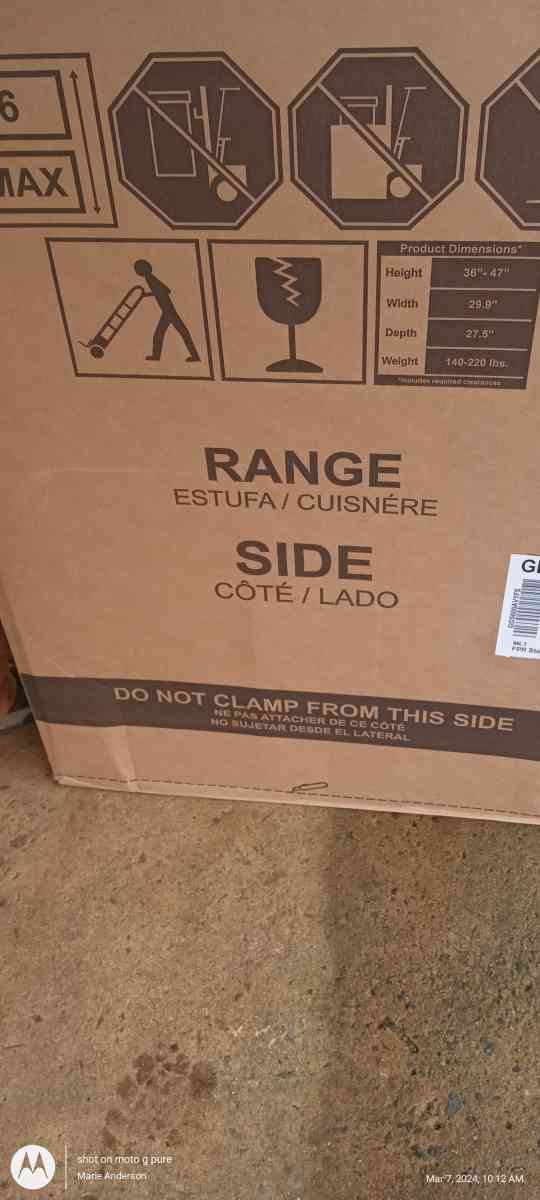 6
MAX
Product Dimensions*
Height 36"- 47"
Width 29.9"
Depth 27.5"
Weight 140-220 lbs.
*Includes required clearances
RANGE
ESTUFA / CUISNÉRE
SIDE
CÔTÉ / LADO
DO NOT CLAMP FROM THIS SIDE
NE PAS ATTACHER DE CE CÔTÉ
NO SUJETAR DESDE EL LATERAL
shot on moto g pure
Marie Anderson
Mar 7, 2024, 10:12 AM